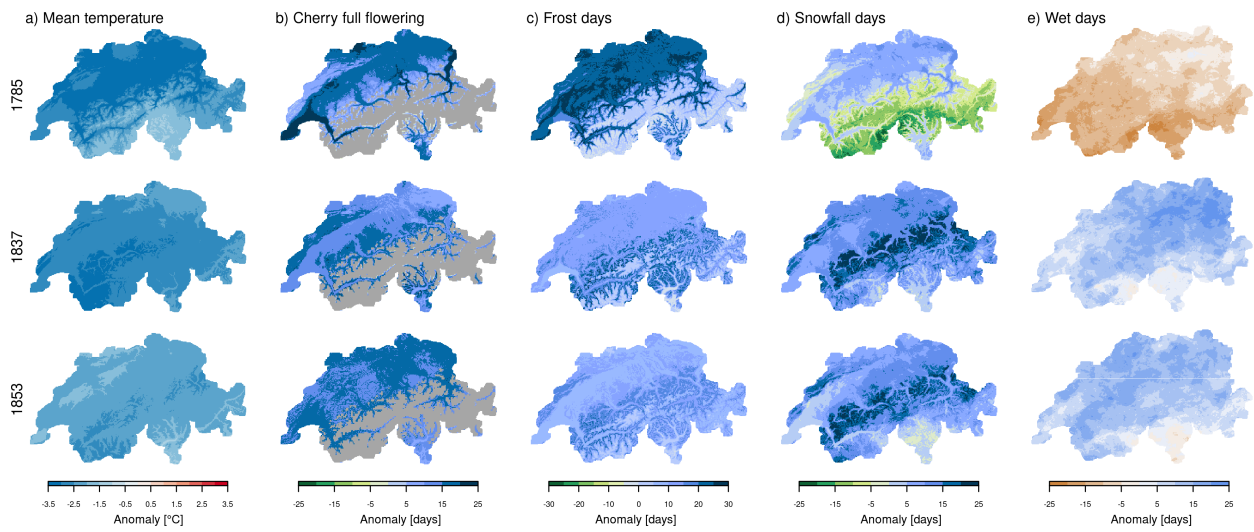 a) Mean temperature
b) Cherry full flowering
c) Frost days
d) Snowfall days
e) Wet days
1785
1837
1853
-3.5 -2.5 -1.5 -0.5 0.5 1.5 2.5 3.5
Anomaly [°C]
-25 -15 -5 5 15 25
Anomaly [days]
-30 -20 -10 0 10 20 30
Anomaly [days]
-25 -15 -5 5 15 25
Anomaly [days]
-25 -15 -5 5 15 25
Anomaly [days]